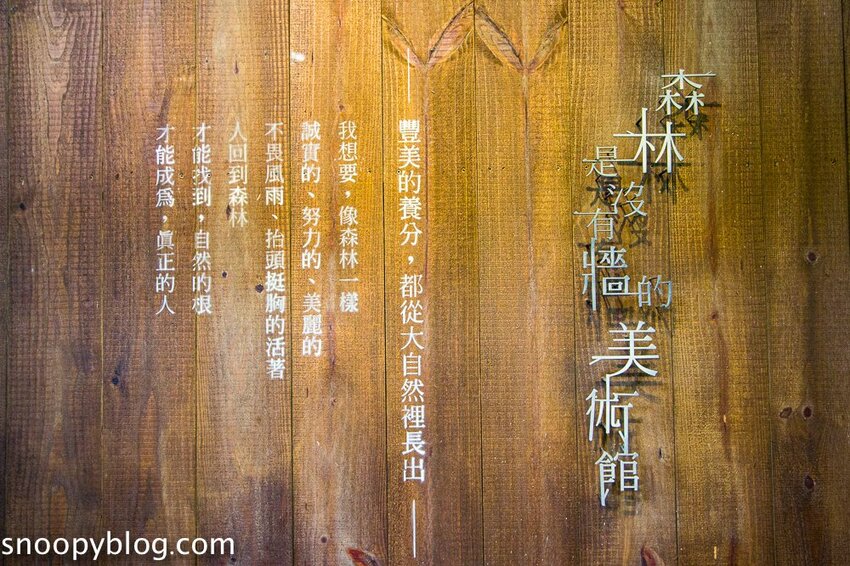 森林是沒有牆的美術館
豐美的養分，都從大自然裡長出
我想要，像森林一樣
誠實的、努力的、美麗的
不畏風雨、抬頭挺胸的活著
人回到森林
才能找到，自然的根
才能成為，真正的人
snoopyblog.com